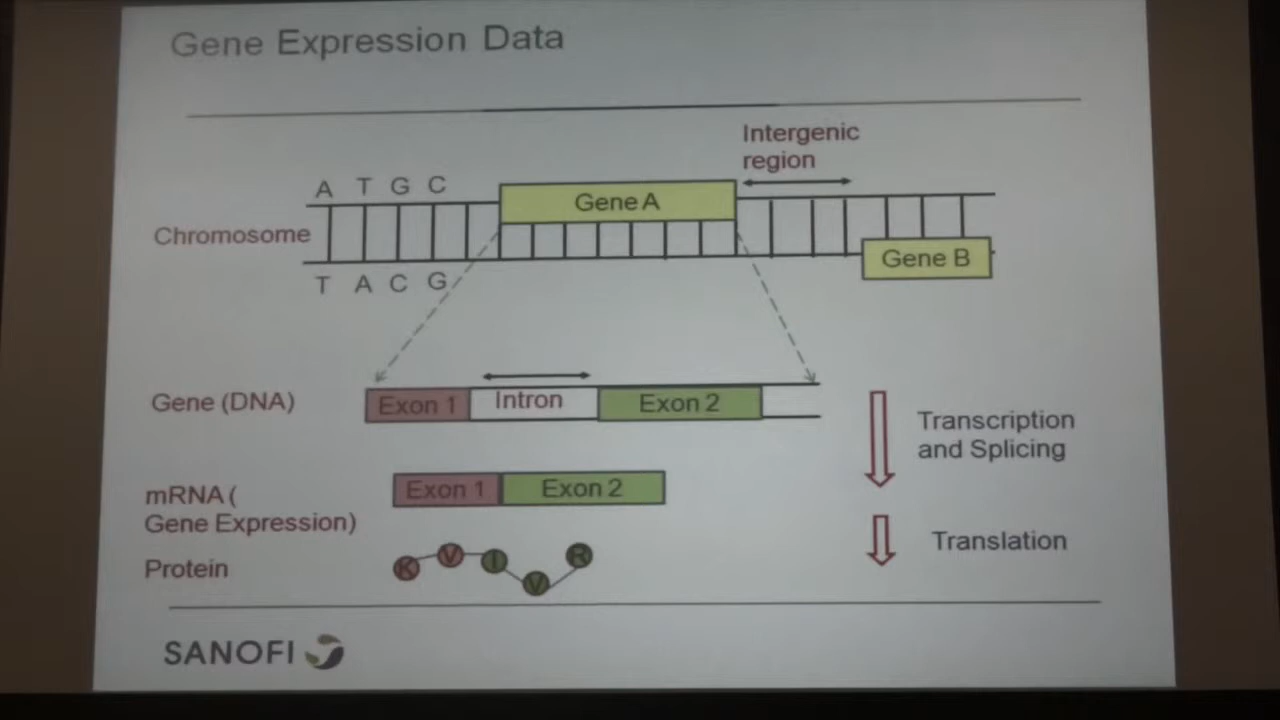 Gene Expression Data
Intergenic
region
A T G C
Gene A
Chromosome
Gene B
T A C G
Gene (DNA)
Exon 1
Intron
Exon 2
Transcription
and Splicing
mRNA (
Gene Expression)
Exon 1
Exon 2
Translation
Protein
K V I V R
SANOFI